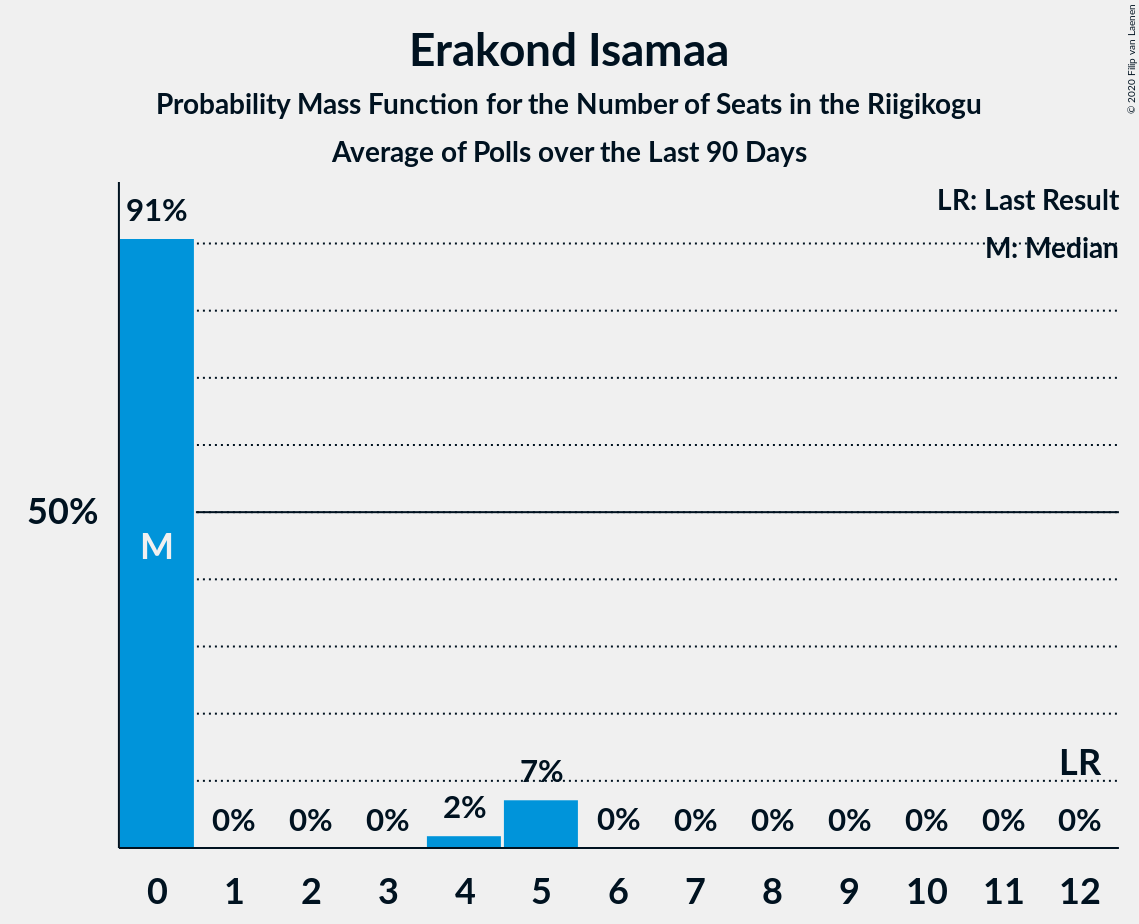 Erakond Isamaa
Probability Mass Function for the Number of Seats in the Riigikogu
Average of Polls over the Last 90 Days
© 2020 Filip van Laenen
LR: Last Result
M: Median
91%
50%
M
LR
7%
2%
0% 0% 0% 0% 0% 0% 0% 0% 0% 0%
0 1 2 3 4 5 6 7 8 9 10 11 12